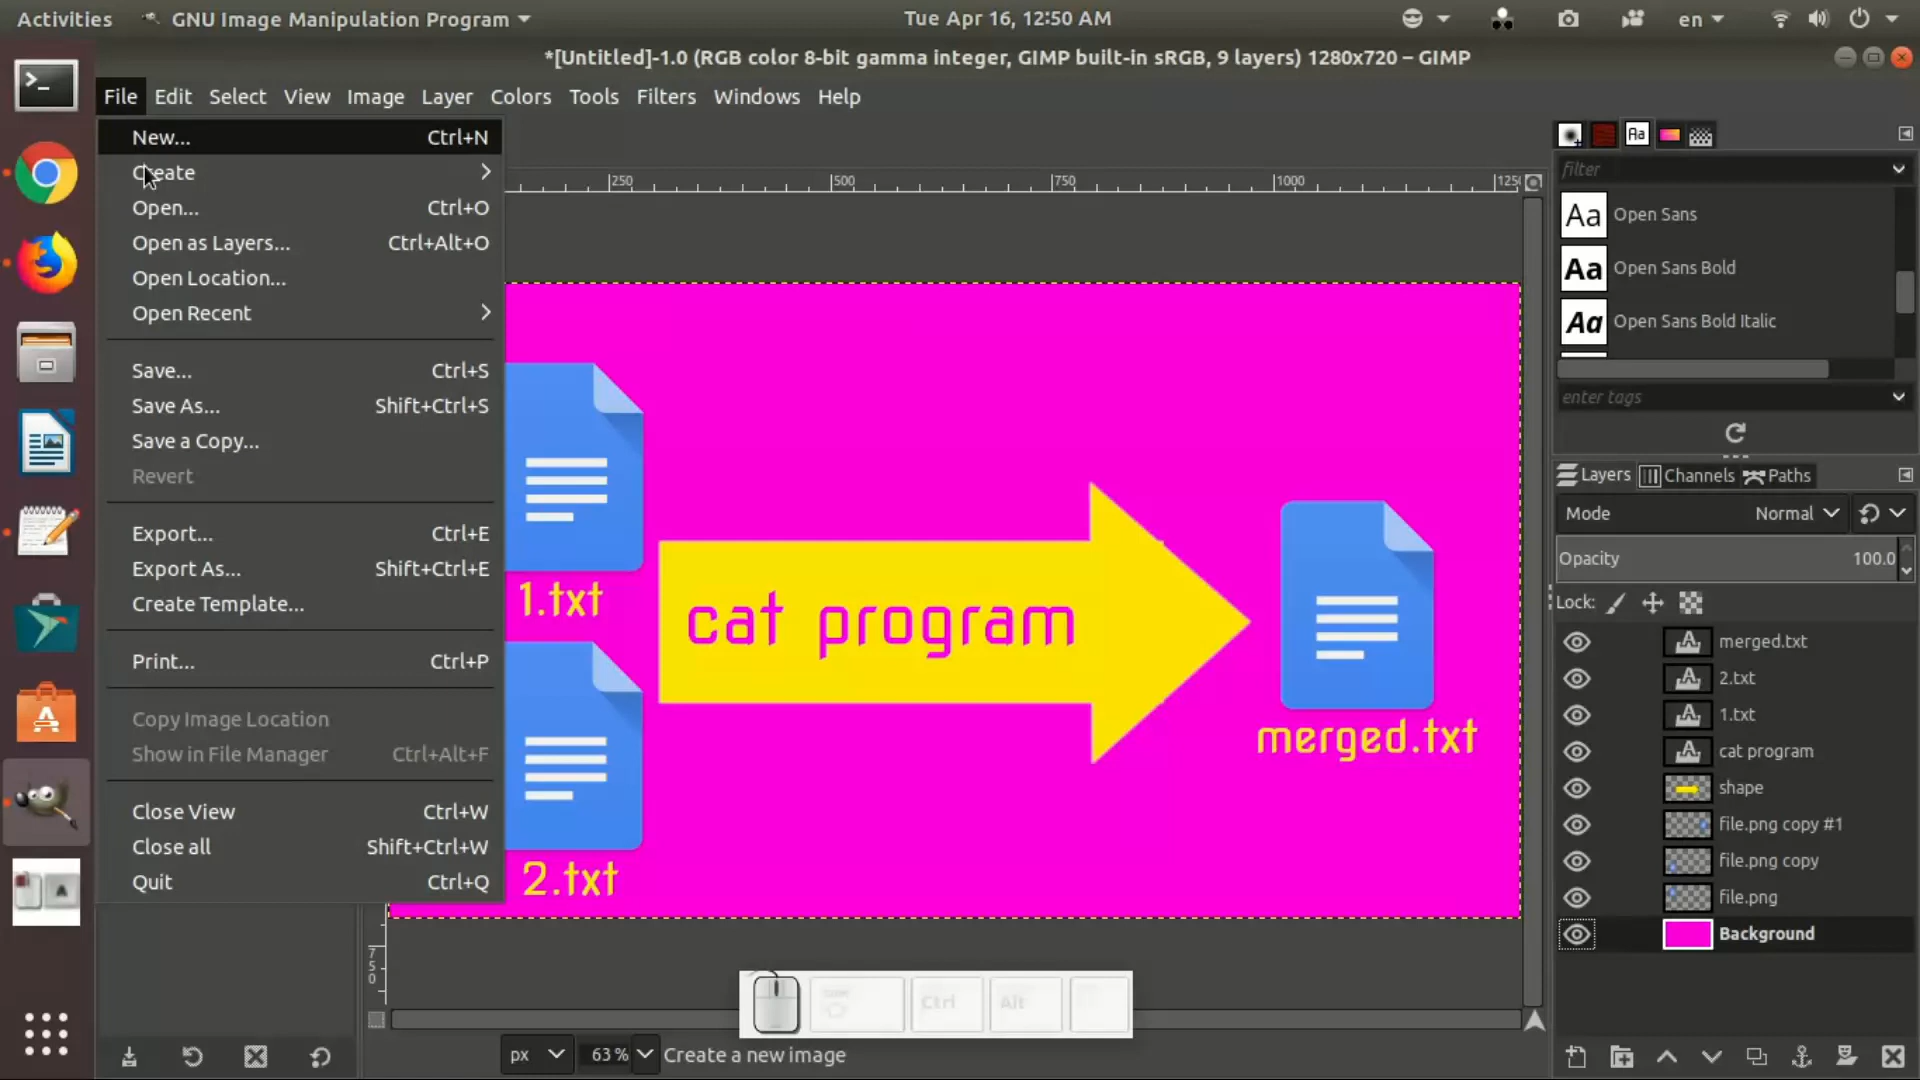 Activities GNU Image Manipulation Program Tue Apr 16, 12:50 AM en
*[Untitled]-1.0 (RGB color 8-bit gamma integer, GIMP built-in sRGB, 9 layers) 1280x720 – GIMP
File Edit Select View Image Layer Colors Tools Filters Windows Help
New... Ctrl+N
Create
Open... Ctrl+O
Open as Layers... Ctrl+Alt+O
Open Location...
Open Recent
Save... Ctrl+S
Save As... Shift+Ctrl+S
Save a Copy...
Revert
Export... Ctrl+E
Export As... Shift+Ctrl+E
Create Template...
Print... Ctrl+P
Copy Image Location
Show in File Manager Ctrl+Alt+F
Close View Ctrl+W
Close all Shift+Ctrl+W
Quit Ctrl+Q
250 500 750 1000
1.txt
cat program
2.txt
merged.txt
750
Ctrl Alt
px 63 % Create a new image
Aa
filter
Aa Open Sans
Aa Open Sans Bold
Aa Open Sans Bold Italic
enter tags
Layers Channels Paths
Mode Normal
Opacity 100.0
Lock:
merged.txt
2.txt
1.txt
cat program
shape
file.png copy #1
file.png copy
file.png
Background